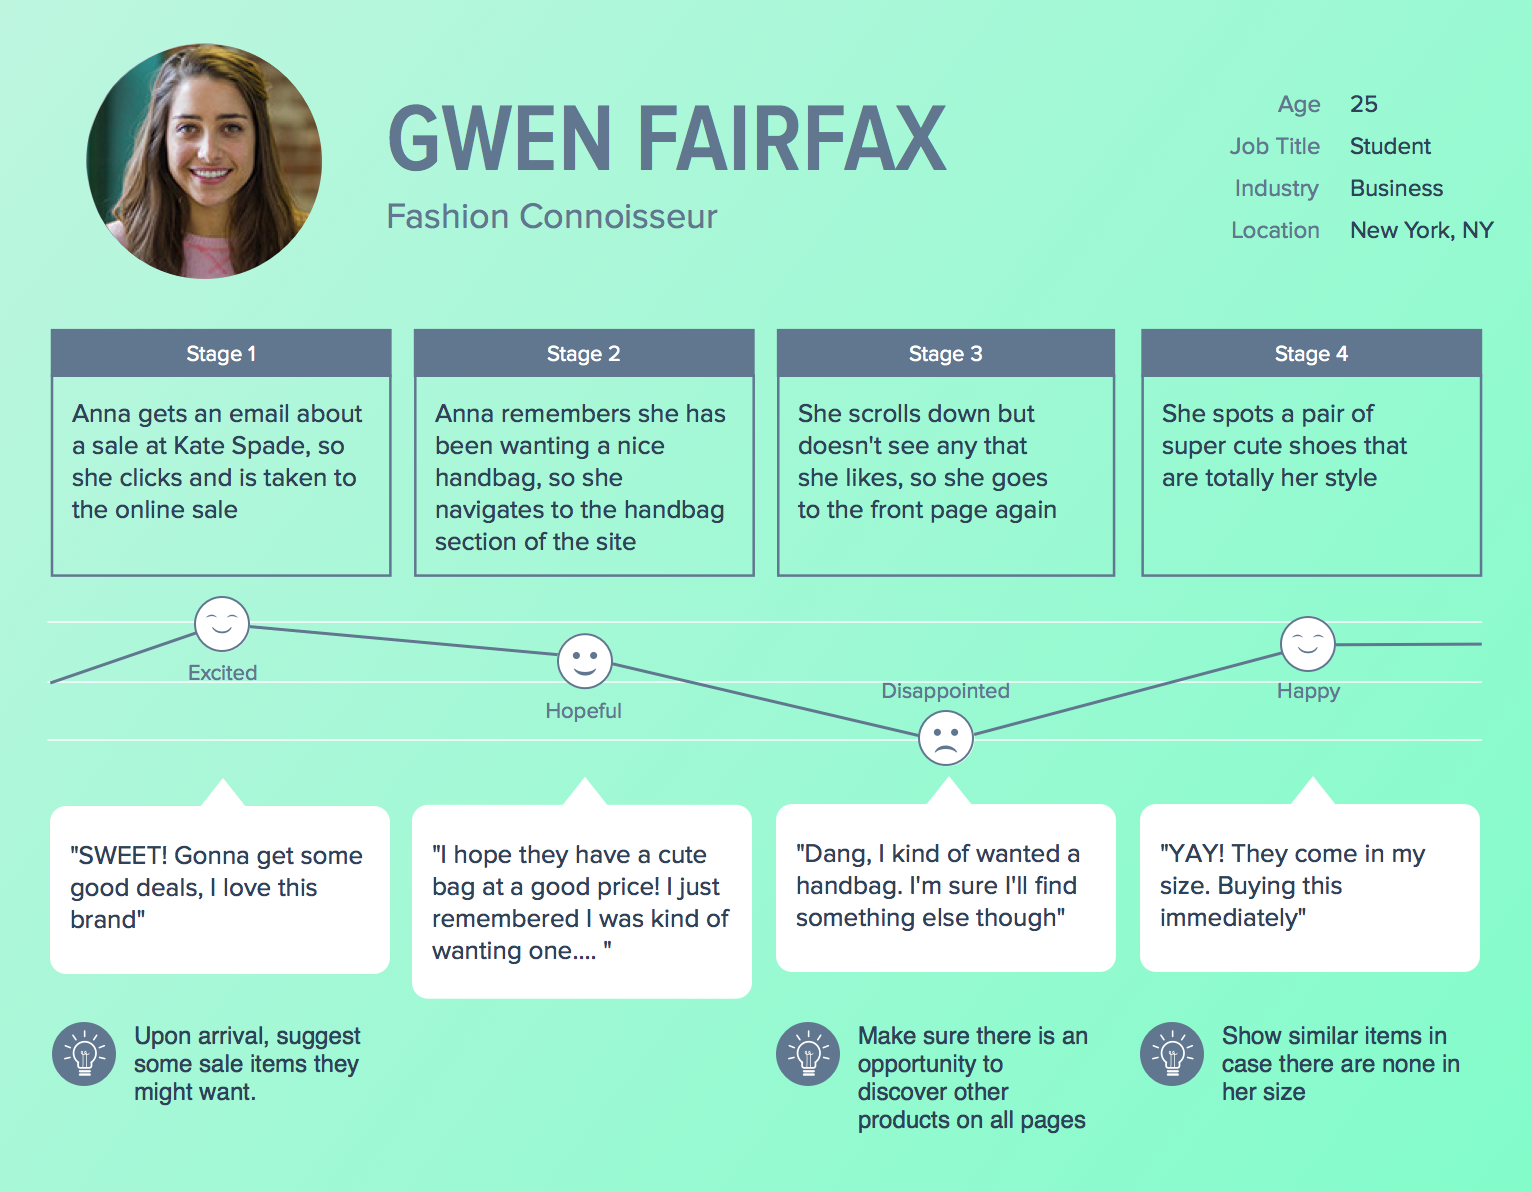 GWEN FAIRFAX
Fashion Connoisseur
Age 25
Job Title Student
Industry Business
Location New York, NY
Stage 1
Anna gets an email about
a sale at Kate Spade, so
she clicks and is taken to
the online sale
Stage 2
Anna remembers she has
been wanting a nice
handbag, so she
navigates to the handbag
section of the site
Stage 3
She scrolls down but
doesn't see any that
she likes, so she goes
to the front page again
Stage 4
She spots a pair of
super cute shoes that
are totally her style
Excited
Hopeful
Disappointed
Happy
"SWEET! Gonna get some
good deals, I love this
brand"
"I hope they have a cute
bag at a good price! I just
remembered I was kind of
wanting one.... "
"Dang, I kind of wanted a
handbag. I'm sure I'll find
something else though"
"YAY! They come in my
size. Buying this
immediately"
Upon arrival, suggest
some sale items they
might want.
Make sure there is an
opportunity to
discover other
products on all pages
Show similar items in
case there are none in
her size